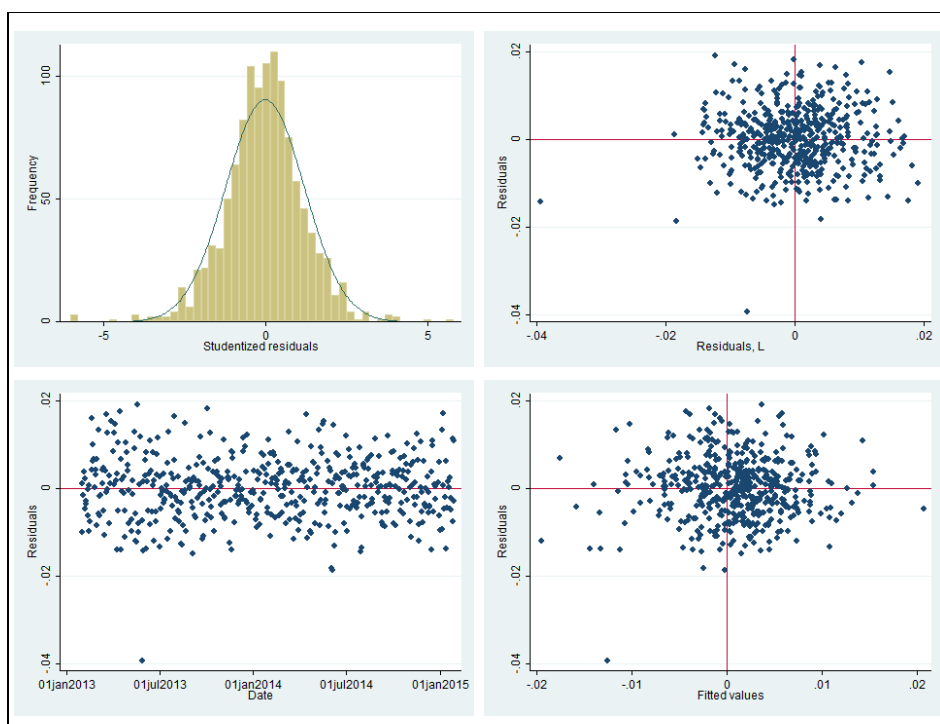 100
50
0
Frequency
-5 0 5
Studentized residuals
.02
0
-.02
-.04
Residuals
-.04 -.02 0 .02
Residuals, L
.02
0
-.02
-.04
Residuals
01jan2013 01jul2013 01jan2014 01jul2014 01jan2015
Date
.02
0
-.02
-.04
Residuals
-.02 -.01 0 .01 .02
Fitted values